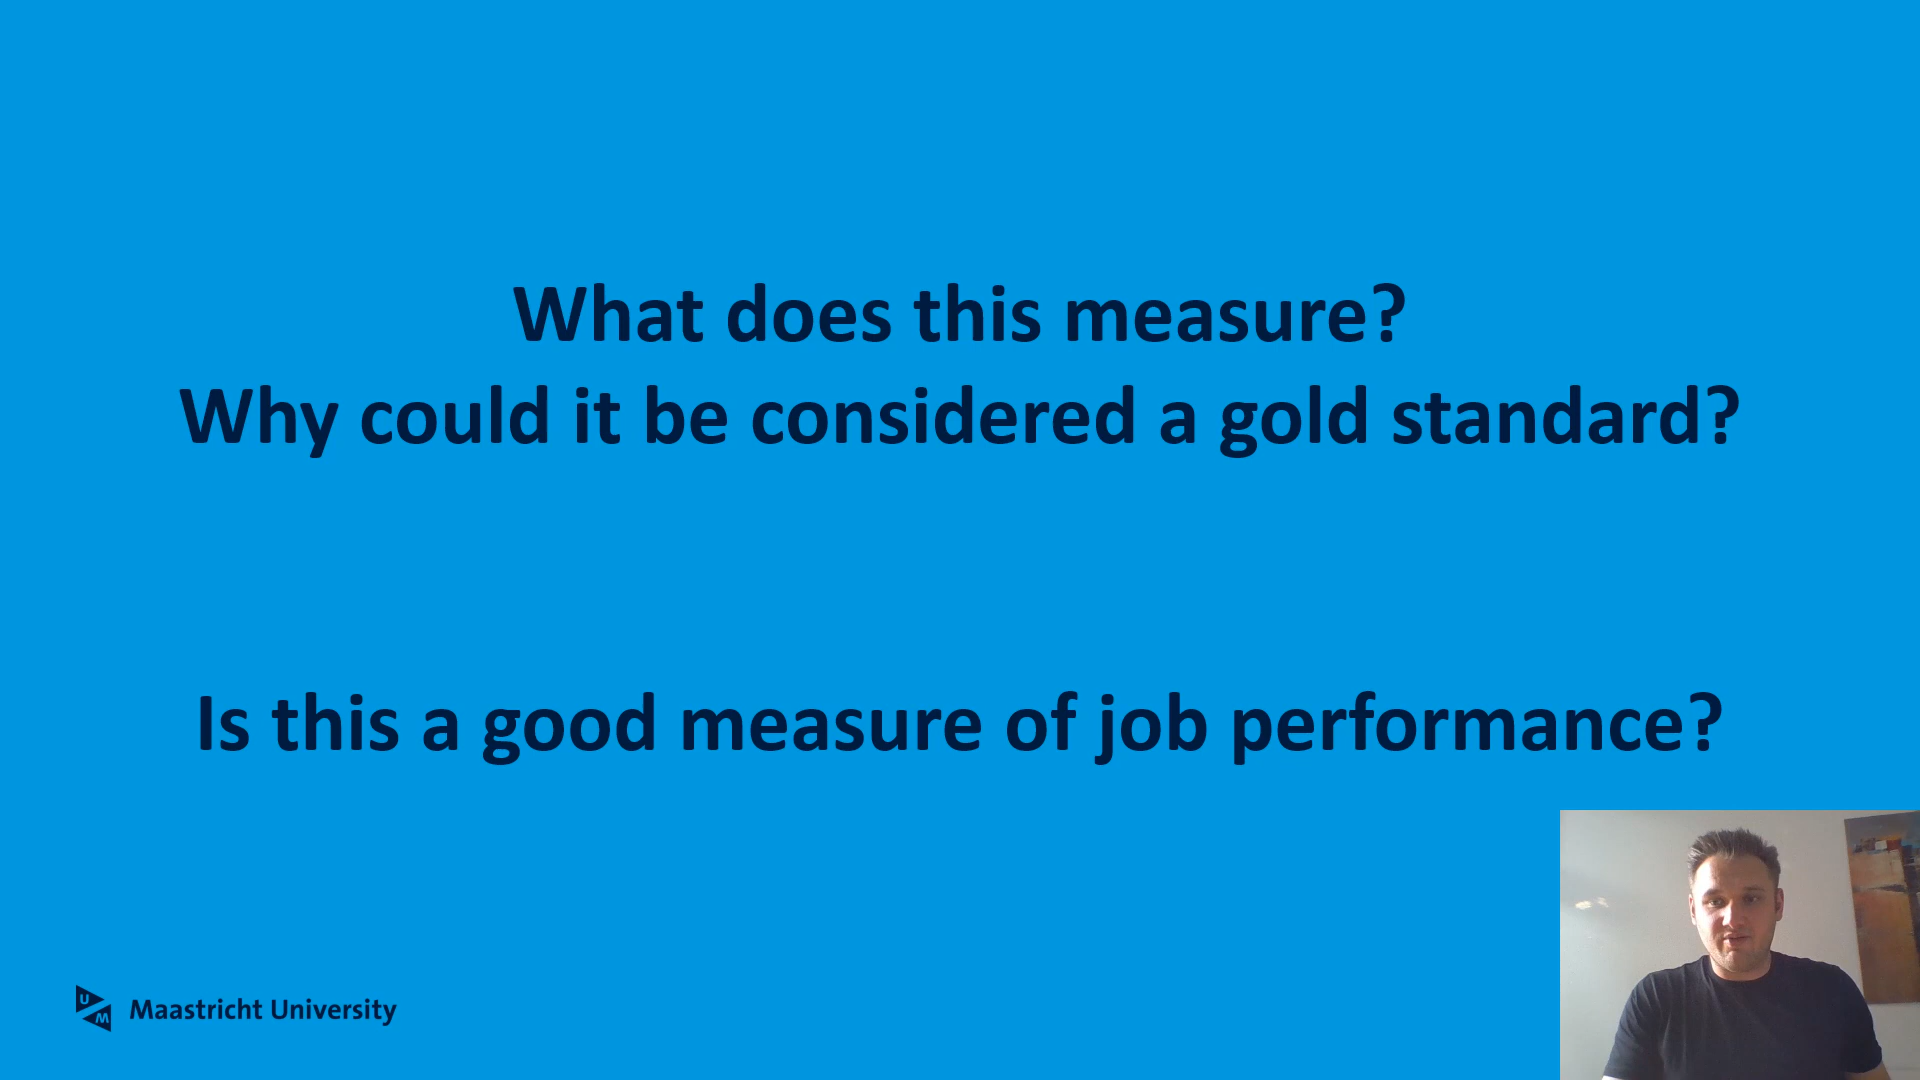 What does this measure?
Why could it be considered a gold standard?
Is this a good measure of job performance?
UM
Maastricht University